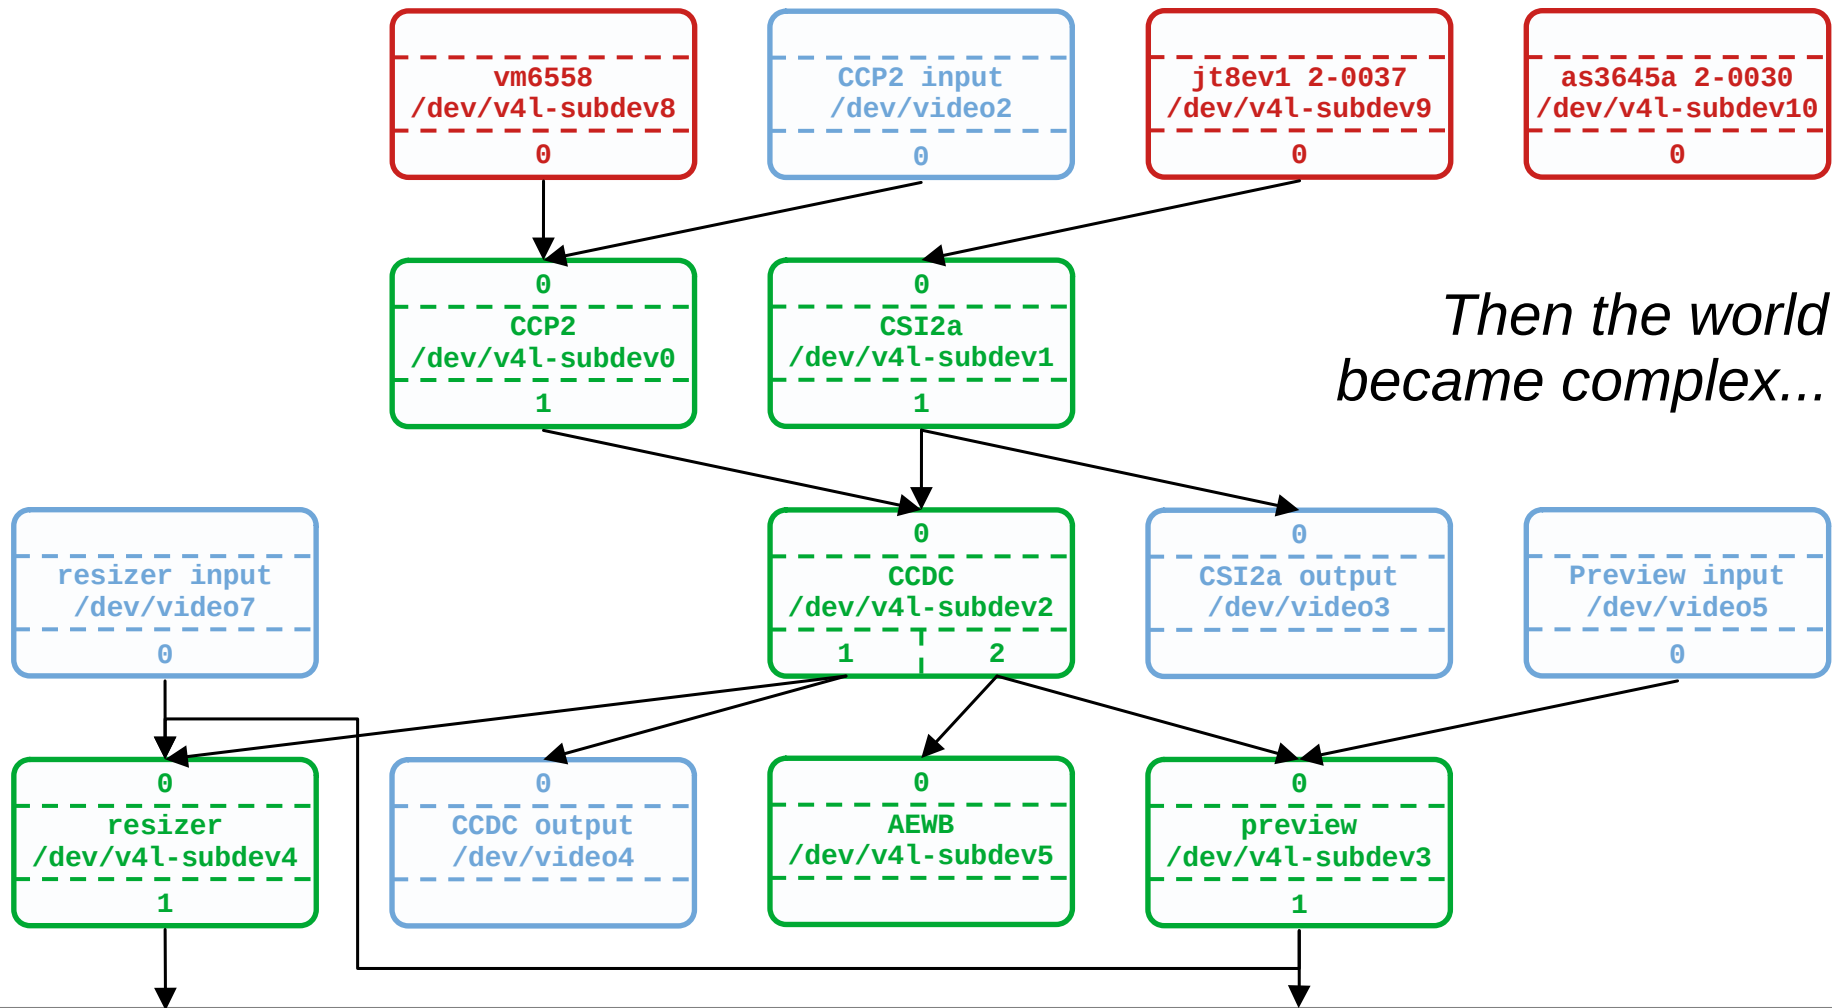 0
vm6558
/dev/v4l-subdev8
0
CCP2 input
/dev/video2
0
jt8ev1 2-0037
/dev/v4l-subdev9
0
as3645a 2-0030
/dev/v4l-subdev10
0
0
CCP2
/dev/v4l-subdev0
1
0
CSI2a
/dev/v4l-subdev1
1
Then the world
became complex...
resizer input
/dev/video7
0
0
CCDC
/dev/v4l-subdev2
1 2
0
CSI2a output
/dev/video3
Preview input
/dev/video5
0
0
resizer
/dev/v4l-subdev4
1
0
CCDC output
/dev/video4
0
AEWB
/dev/v4l-subdev5
0
preview
/dev/v4l-subdev3
1